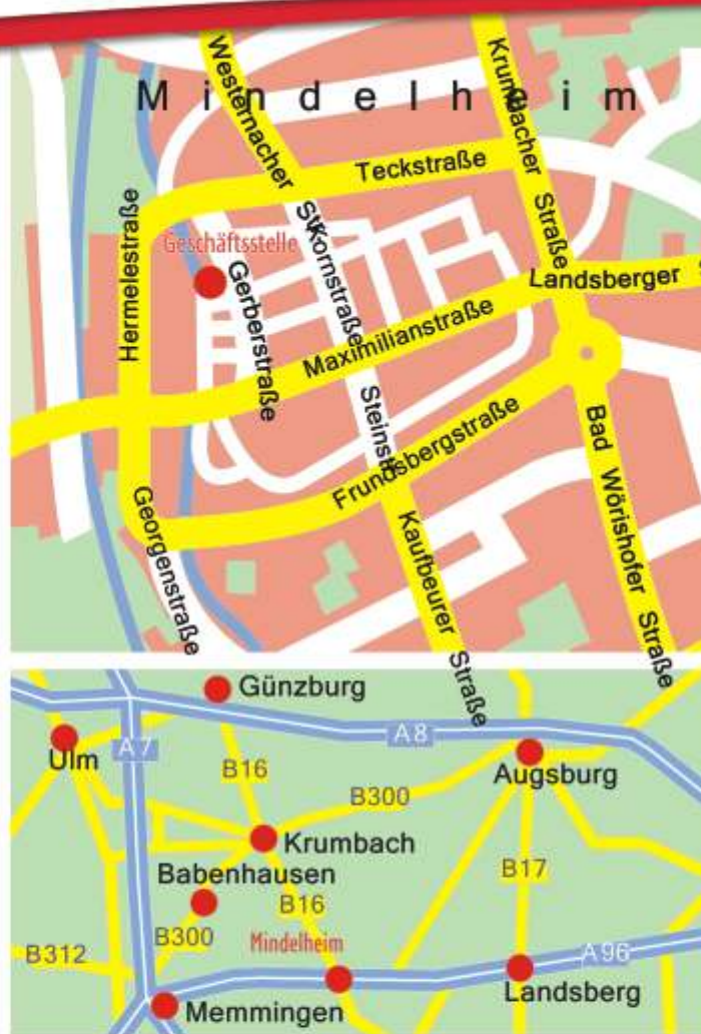 Mindelheim
Westernacher Str.
Krumbacher Straße
Teckstraße
Hermelestraße
Geschäftsstelle
Kornstraße
Gerberstraße
Landsberger
Maximilianstraße
Steinstr.
Frundsbergstraße
Bad Wörishofer Straße
Georgenstraße
Kaufbeurer Straße
Günzburg
Ulm
A7
A8
B16
Augsburg
B300
Krumbach
Babenhausen
B17
B16
B300
Mindelheim
B312
A96
Landsberg
Memmingen